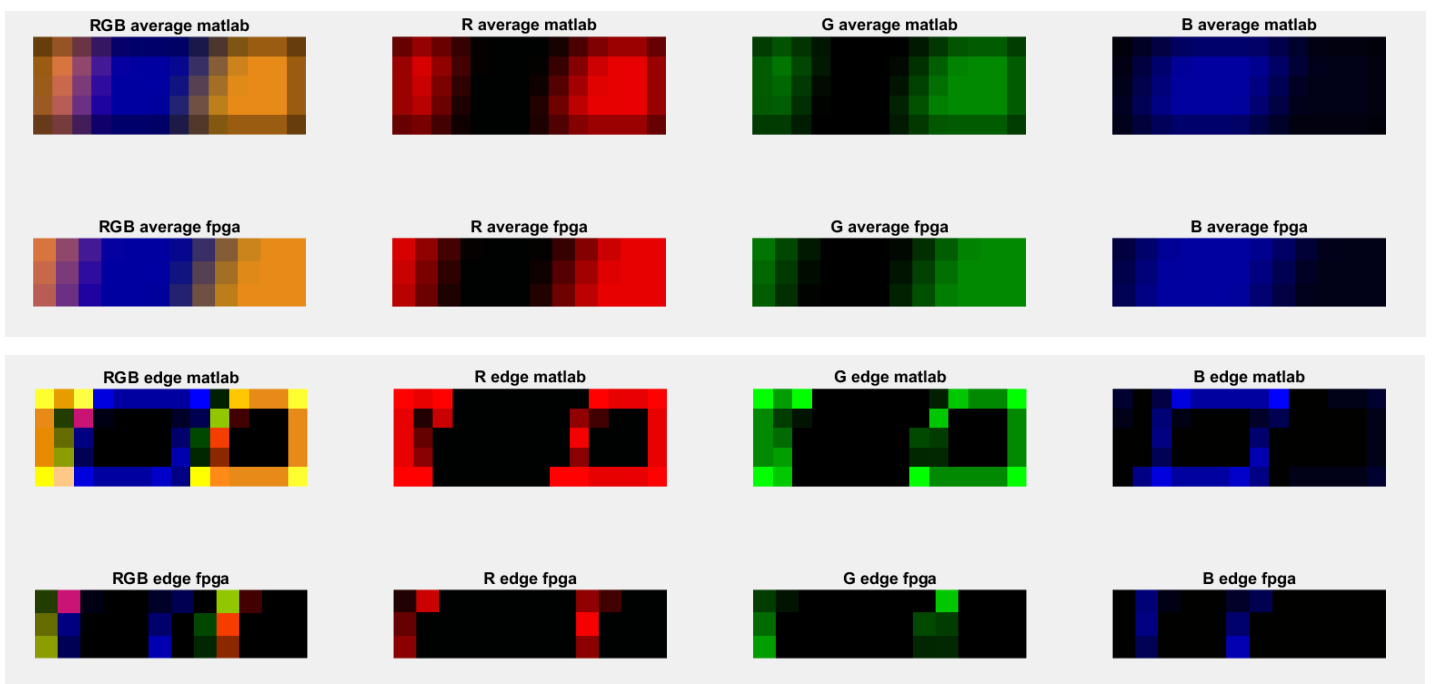 RGB average matlab
R average matlab
G average matlab
B average matlab
RGB average fpga
R average fpga
G average fpga
B average fpga
RGB edge matlab
R edge matlab
G edge matlab
B edge matlab
RGB edge fpga
R edge fpga
G edge fpga
B edge fpga